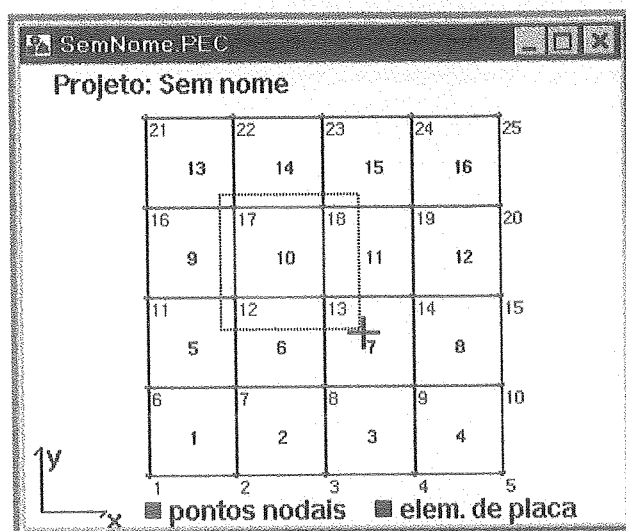 SemNome.PEC
Projeto: Sem nome
21 22 23 24 25
13 14 15 16
16 17 18 19 20
9 10 11 12
11 12 13 14 15
5 6 7 8
6 7 8 9 10
1 2 3 4
y
1 2 3 4 5
x pontos nodais elem. de placa